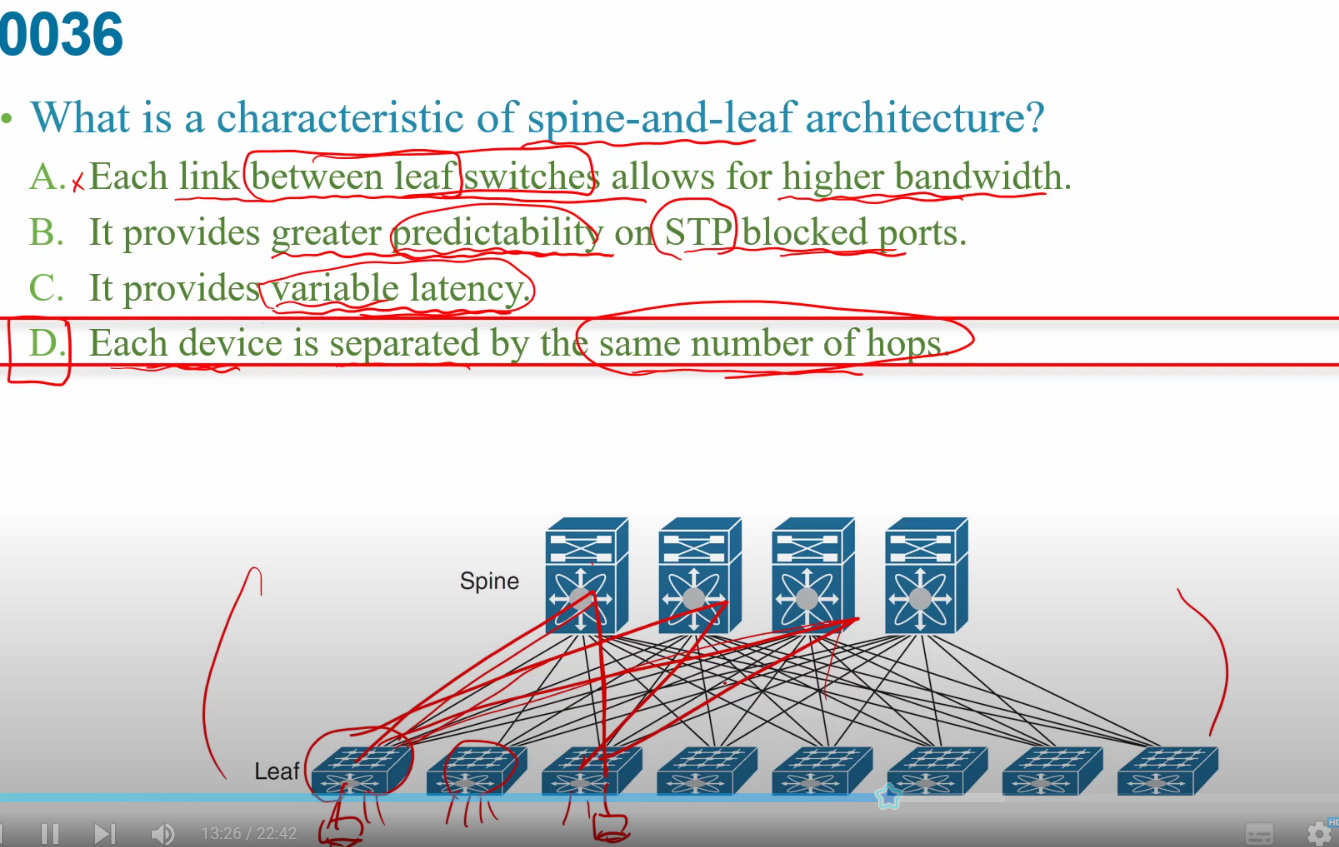 0036
• What is a characteristic of spine-and-leaf architecture?
A. x Each link between leaf switches allows for higher bandwidth.
B. It provides greater predictability on STP blocked ports.
C. It provides variable latency.
D. Each device is separated by the same number of hops.
Spine
Leaf
A B
13:26 / 22:42
HD